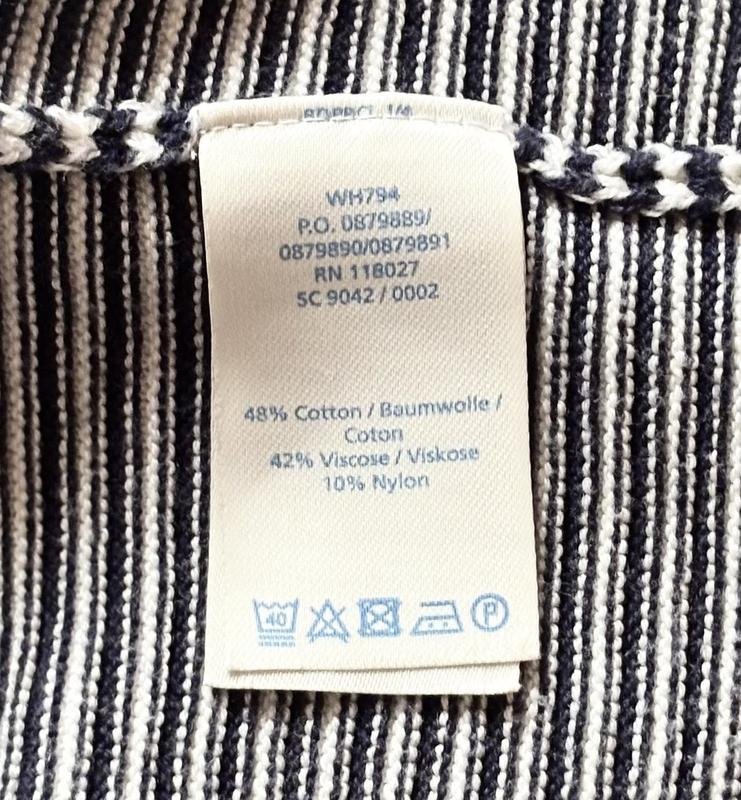 WH794
P.O. 0879889/
0879890/0879891
RN 118027
SC 9042 / 0002
48% Cotton / Baumwolle /
Coton
42% Viscose / Viskose
10% Nylon
40 P